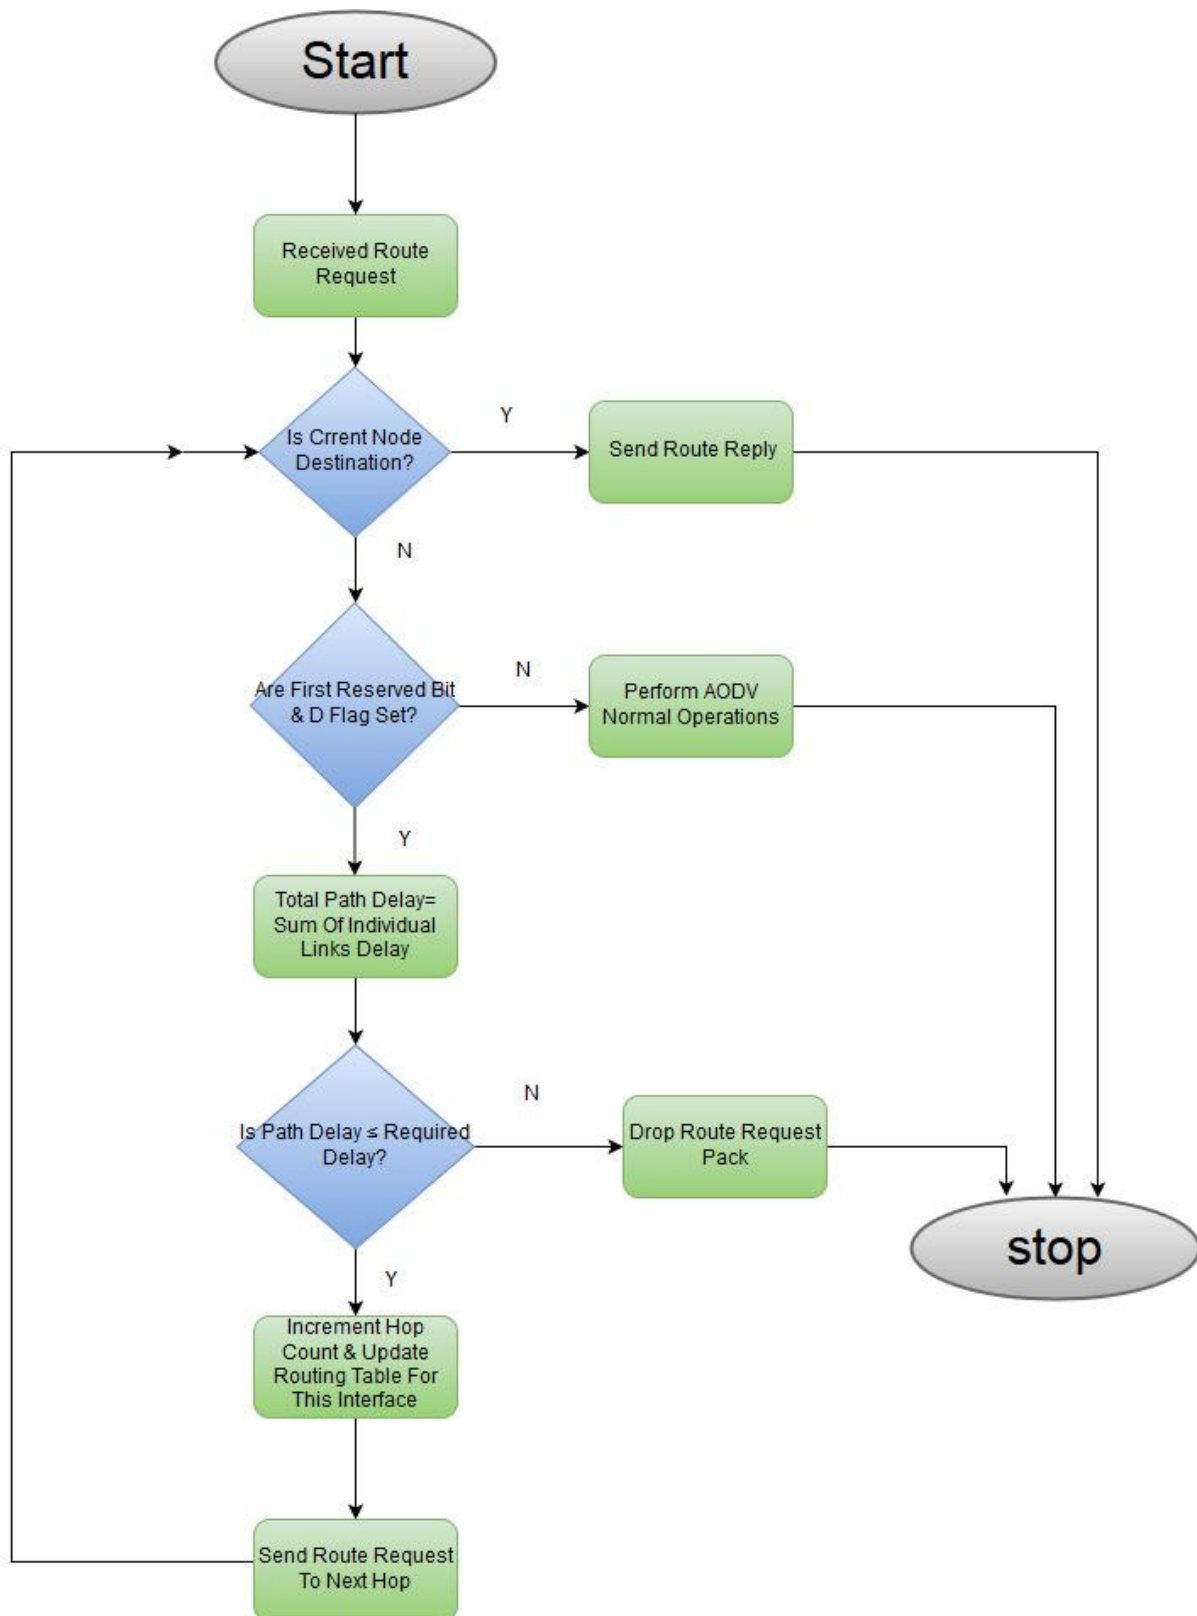 Start
Received Route
Request
Is Crrent Node
Destination?
Y
Send Route Reply
N
Are First Reserved Bit
& D Flag Set?
N
Perform AODV
Normal Operations
Y
Total Path Delay=
Sum Of Individual
Links Delay
Is Path Delay ≤ Required
Delay?
N
Drop Route Request
Pack
stop
Y
Increment Hop
Count & Update
Routing Table For
This Interface
Send Route Request
To Next Hop